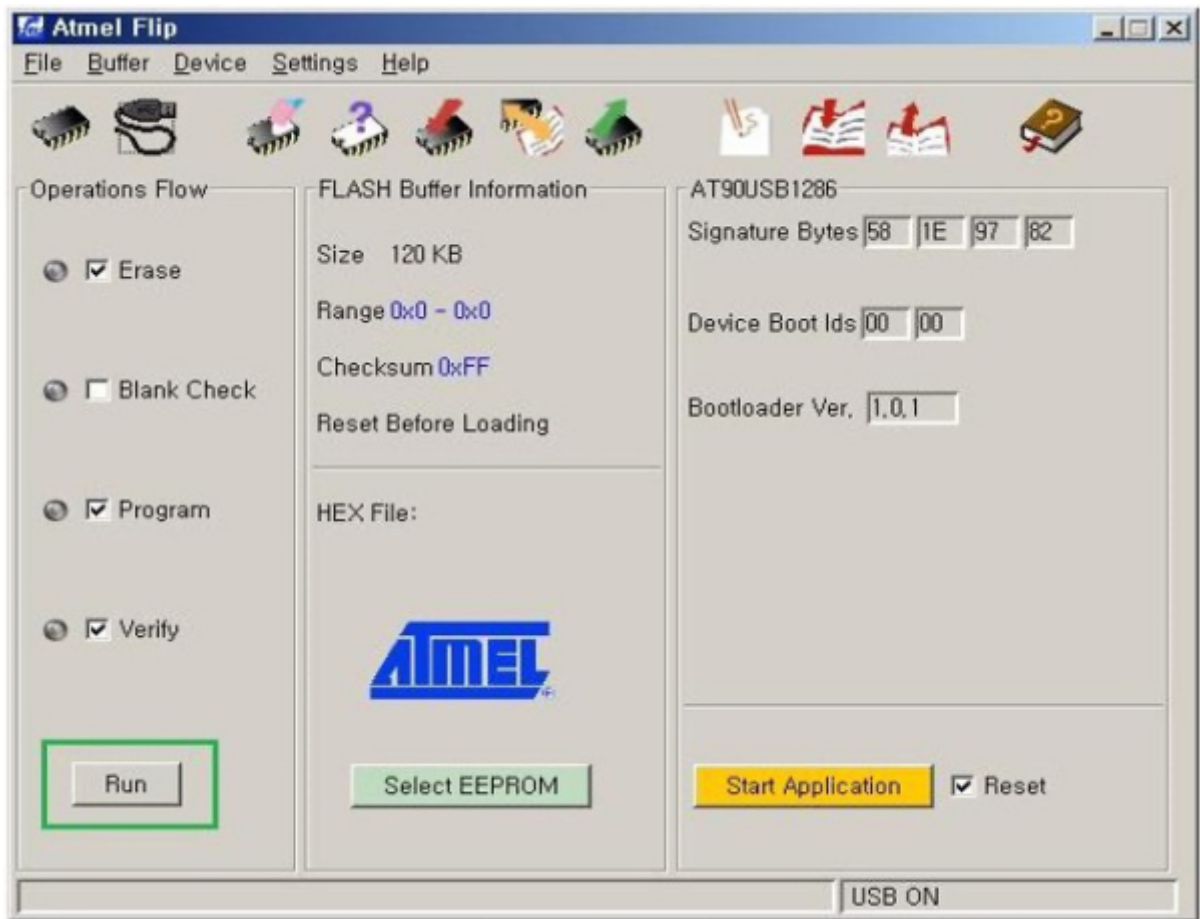 Atmel Flip
File Buffer Device Settings Help
Operations Flow
Erase
Blank Check
Program
Verify
Run
FLASH Buffer Information
Size 120 KB
Range 0x0 - 0x0
Checksum 0xFF
Reset Before Loading
HEX File:
ATMEL
Select EEPROM
AT90USB1286
Signature Bytes 58 1E 97 82
Device Boot Ids 00 00
Bootloader Ver. 1.0.1
Start Application Reset
USB ON